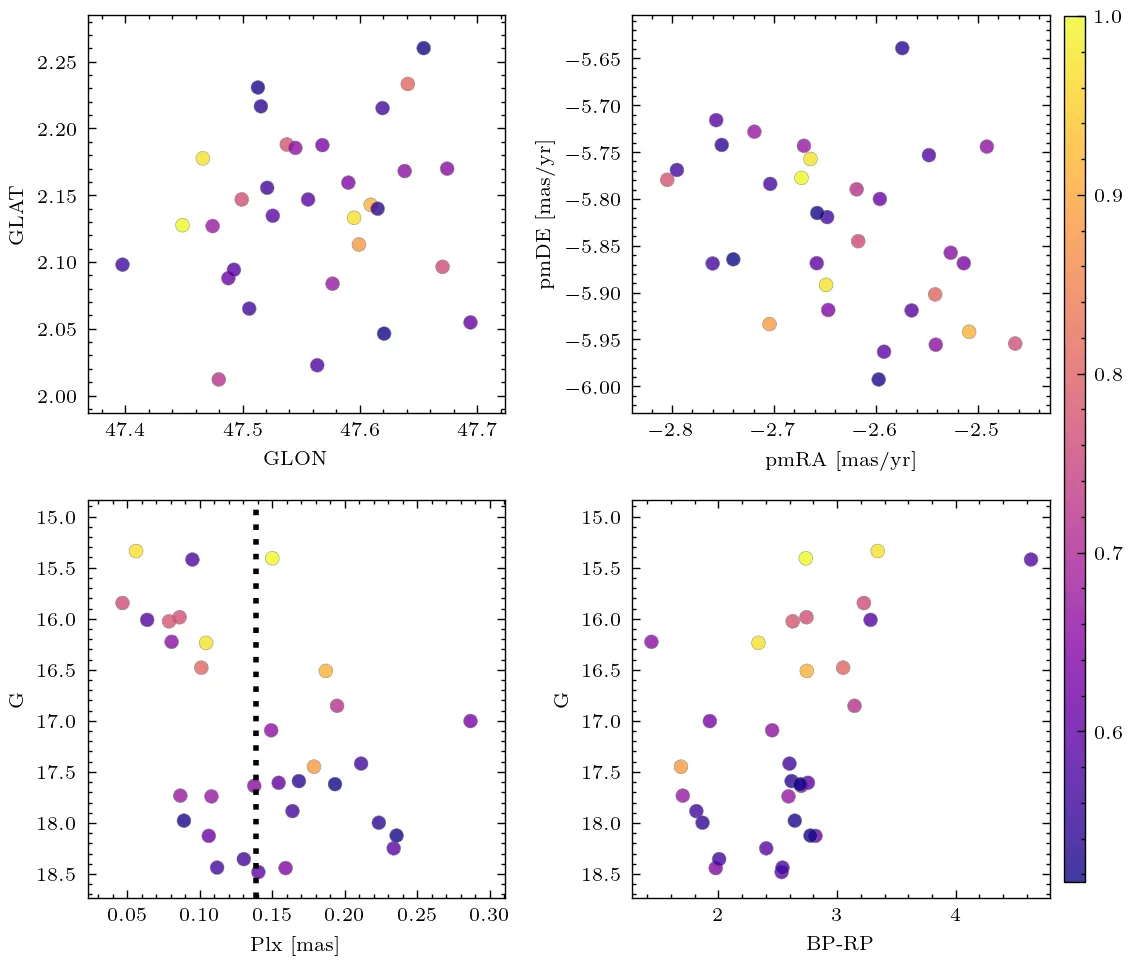 2.25
2.20
2.15
2.10
2.05
2.00
GLAT
47.4 47.5 47.6 47.7
GLON
−5.65
−5.70
−5.75
−5.80
−5.85
−5.90
−5.95
−6.00
pmDE [mas/yr]
−2.8 −2.7 −2.6 −2.5
pmRA [mas/yr]
1.0
0.9
0.8
0.7
0.6
15.0
15.5
16.0
16.5
17.0
17.5
18.0
18.5
G
0.05 0.10 0.15 0.20 0.25 0.30
Plx [mas]
15.0
15.5
16.0
16.5
17.0
17.5
18.0
18.5
G
2 3 4
BP-RP